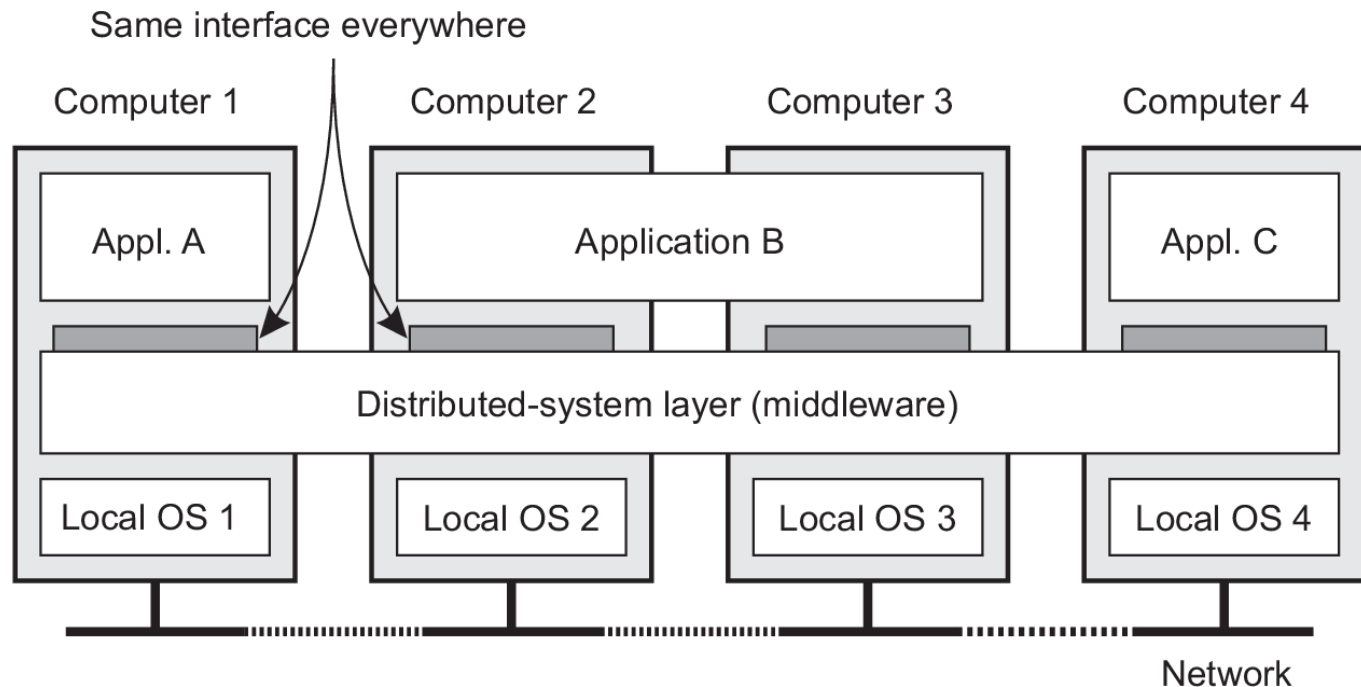 Same interface everywhere
Computer 1
Computer 2
Computer 3
Computer 4
Appl. A
Application B
Appl. C
Distributed-system layer (middleware)
Local OS 1
Local OS 2
Local OS 3
Local OS 4
Network